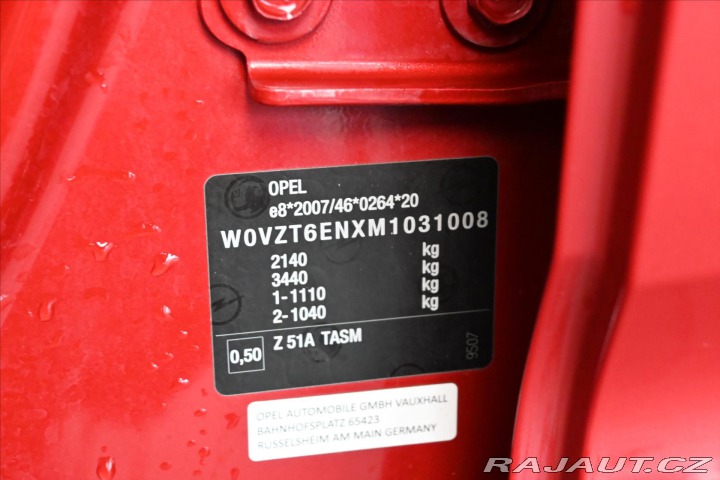 OPEL
e8*2007/46*0264*20
W0VZT6ENXM1031008
2140 kg
3440 kg
1-1110 kg
2-1040 kg
0,50 Z 51A TASM
9507
OPEL AUTOMOBILE GMBH VAUXHALL
BAHNHOFSPLATZ 65423
RÜSSELSHEIM AM MAIN GERMANY
RAJAUT.CZ